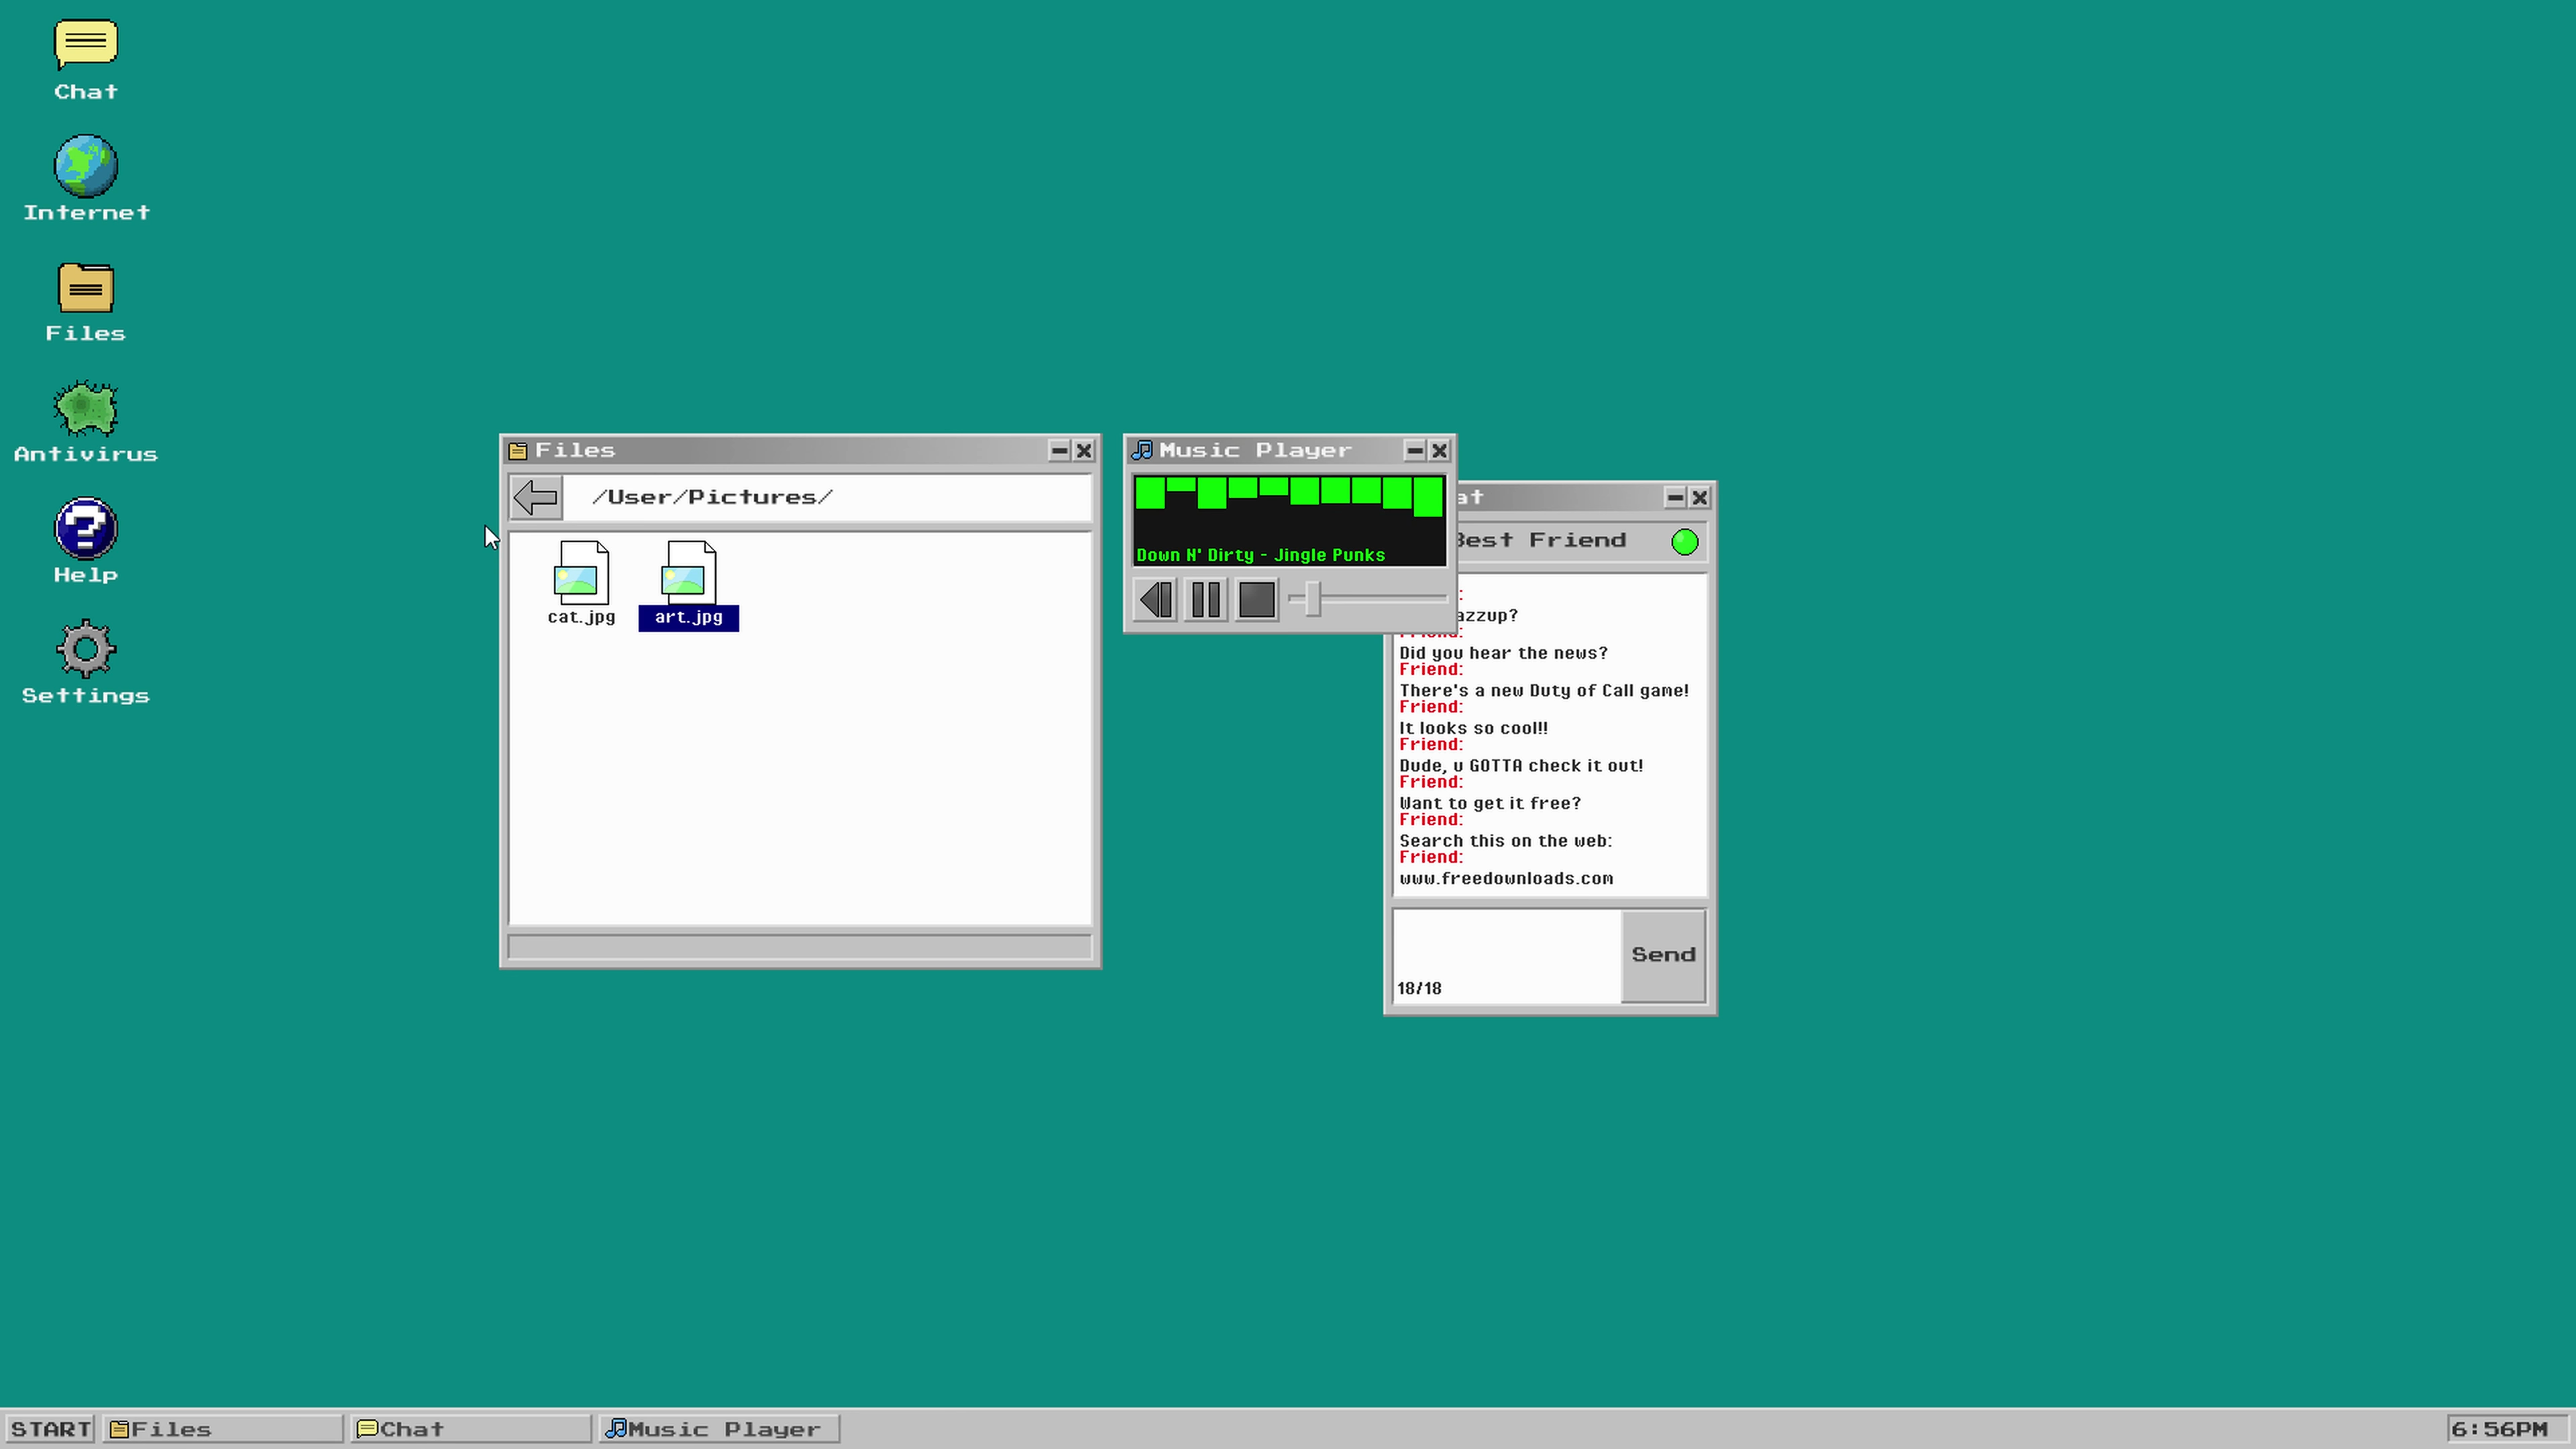 Chat
Internet
Files
Antivirus
Help
Settings
Files
/User/Pictures/
cat.jpg
art.jpg
Music Player
Down N' Dirty - Jingle Punks
at
Best Friend
:
azzup?
Friend:
Did you hear the news?
Friend:
There's a new Duty of Call game!
Friend:
It looks so cool!!
Friend:
Dude, u GOTTA check it out!
Friend:
Want to get it free?
Friend:
Search this on the web:
Friend:
www.freedownloads.com
18/18
Send
START
Files
Chat
Music Player
6:56PM